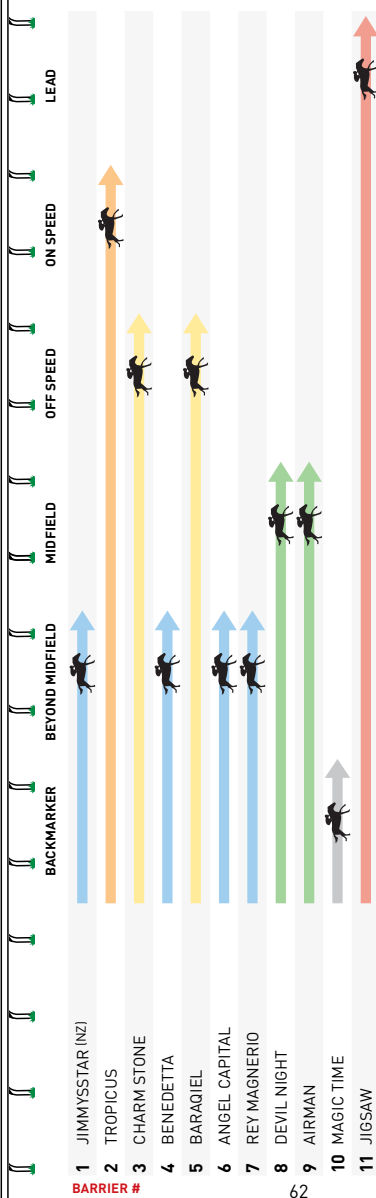 BACKMARKER
BEYOND MIDFIELD
MIDFIELD
OFF SPEED
ON SPEED
LEAD
1 JIMMYSSTAR (NZ)
2 TROPICUS
3 CHARM STONE
4 BENEDETTA
5 BARAQIEL
6 ANGEL CAPITAL
7 REY MAGNERIO
8 DEVIL NIGHT
9 AIRMAN
10 MAGIC TIME
11 JIGSAW
BARRIER #
62